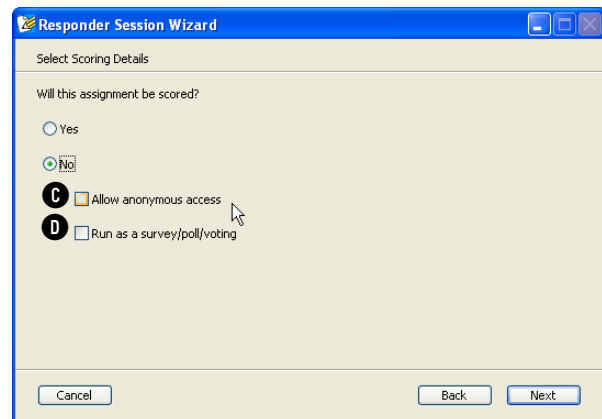 Responder Session Wizard
Select Scoring Details
Will this assignment be scored?
Yes
No
C Allow anonymous access
D Run as a survey/poll/voting
Cancel Back Next